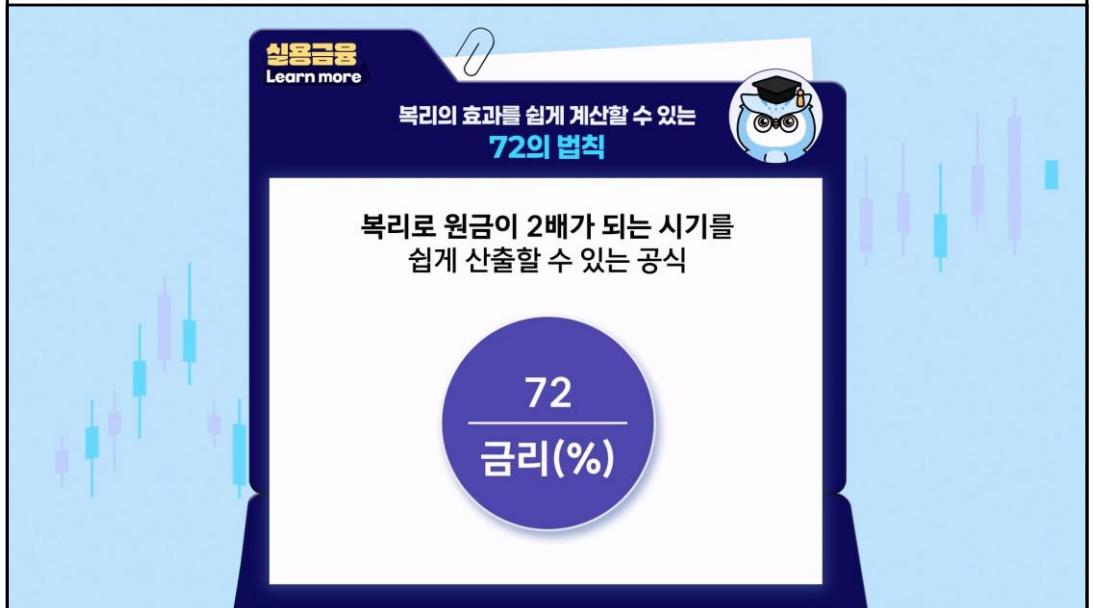 실용금융
Learn more
복리의 효과를 쉽게 계산할 수 있는
72의 법칙
복리로 원금이 2배가 되는 시기를
쉽게 산출할 수 있는 공식
72
금리(%)